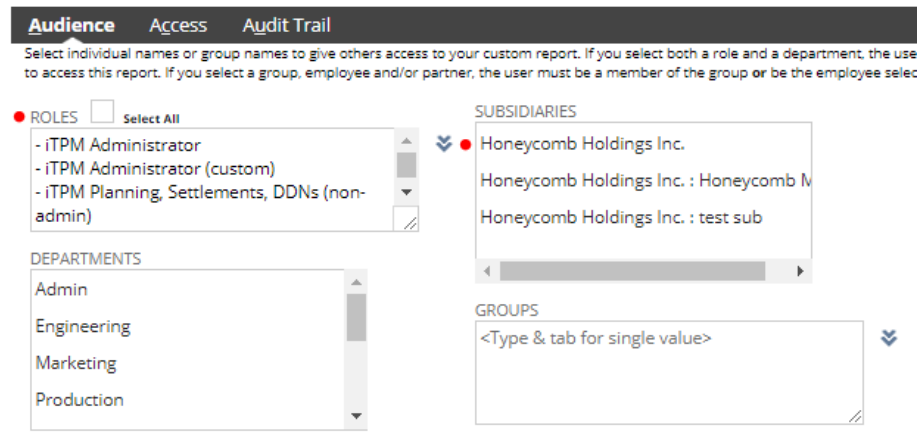 Audience Access Audit Trail
Select individual names or group names to give others access to your custom report. If you select both a role and a department, the use
to access this report. If you select a group, employee and/or partner, the user must be a member of the group or be the employee selec
ROLES Select All
- iTPM Administrator
- iTPM Administrator (custom)
- iTPM Planning, Settlements, DDNs (non-
admin)
SUBSIDIARIES
Honeycomb Holdings Inc.
Honeycomb Holdings Inc. : Honeycomb M
Honeycomb Holdings Inc. : test sub
DEPARTMENTS
Admin
Engineering
Marketing
Production
GROUPS
<Type & tab for single value>